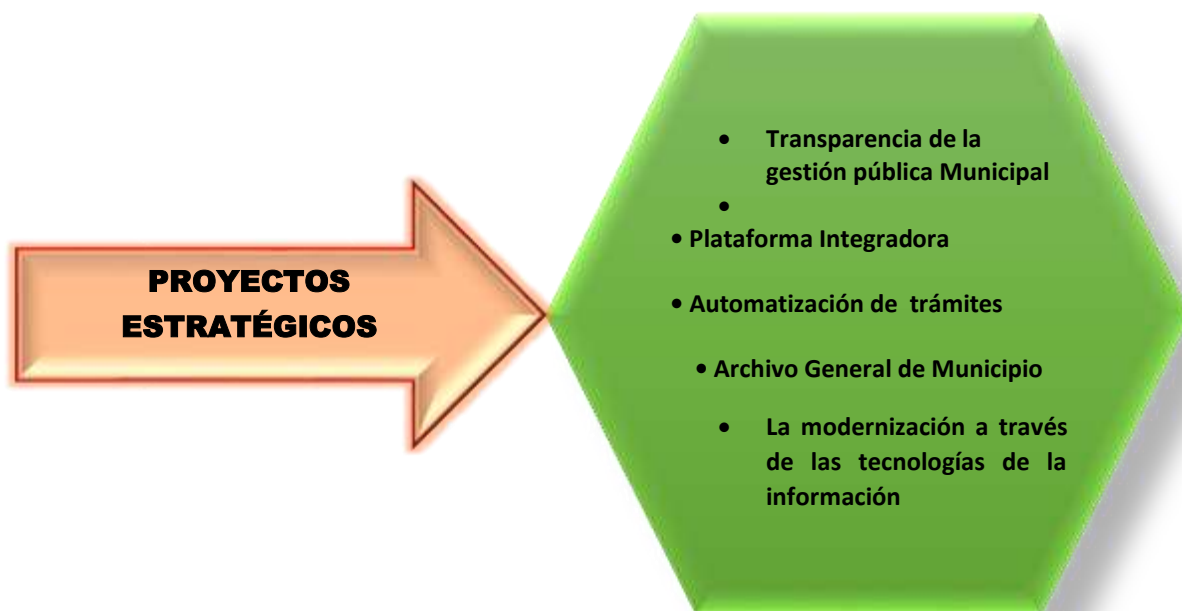 PROYECTOS
ESTRATÉGICOS
• Transparencia de la
gestión pública Municipal
•
• Plataforma Integradora
• Automatización de trámites
• Archivo General de Municipio
• La modernización a través
de las tecnologías de la
información